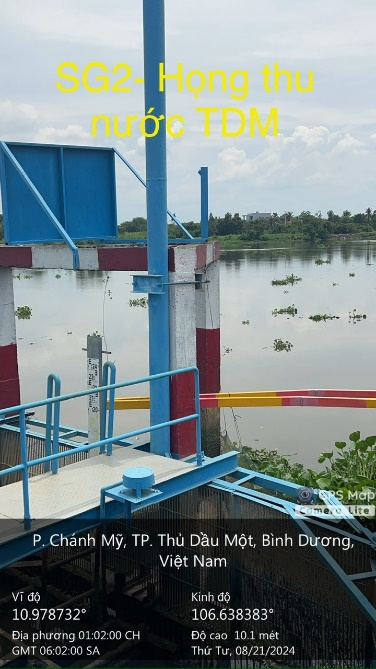 SG2- Họng thu
nước TDM
GPS Map
Camera Lite
P. Chánh Mỹ, TP. Thủ Dầu Một, Bình Dương,
Việt Nam
Vĩ độ
10.978732°
Kinh độ
106.638383°
Địa phương 01:02:00 CH
GMT 06:02:00 SA
Độ cao 10.1 mét
Thứ Tư, 08/21/2024